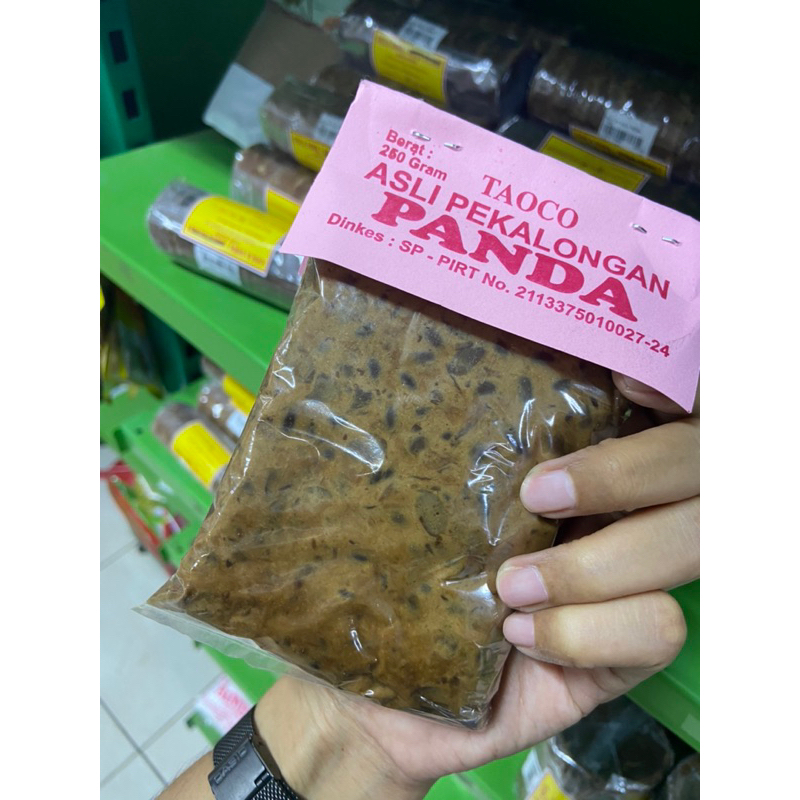 Berat :
250 Gram
TAOCO
ASLI PEKALONGAN
PANDA
Dinkes : SP - PIRT No. 2113375010027-24